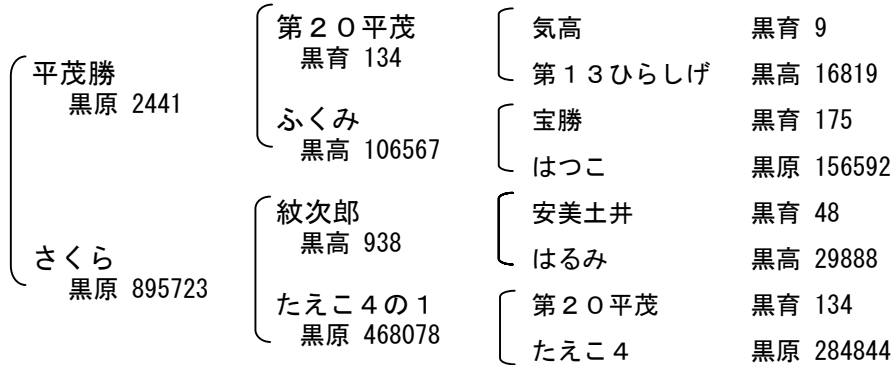 平茂勝
黒原 2441
さくら
黒原 895723
第２０平茂
黒育 134
ふくみ
黒高 106567
紋次郎
黒高 938
たえこ４の１
黒原 468078
気高 黒育 9
第１３ひらしげ 黒高 16819
宝勝 黒育 175
はつこ 黒原 156592
安美土井 黒育 48
はるみ 黒高 29888
第２０平茂 黒育 134
たえこ４ 黒原 284844